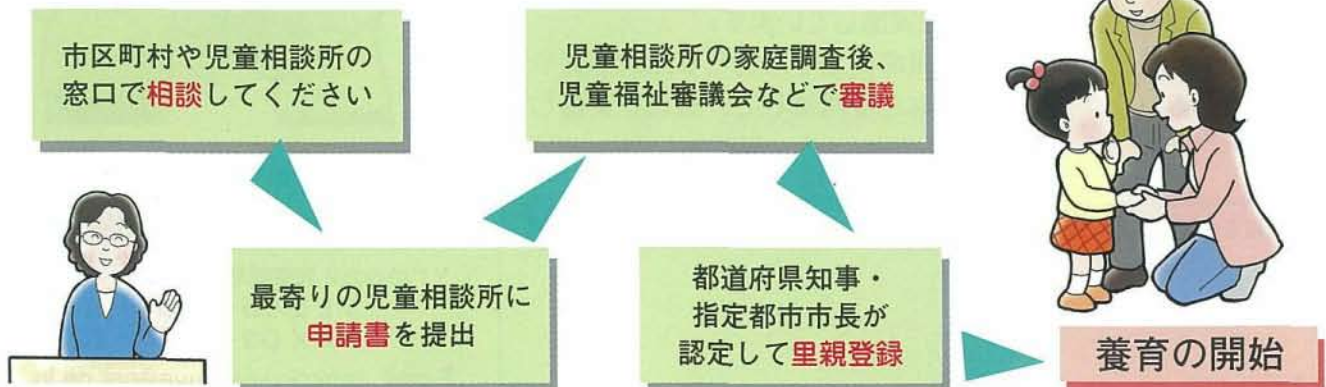 市区町村や児童相談所の
窓口で相談してください
最寄りの児童相談所に
申請書を提出
児童相談所の家庭調査後、
児童福祉審議会などで審議
都道府県知事・
指定都市市長が
認定して里親登録
養育の開始